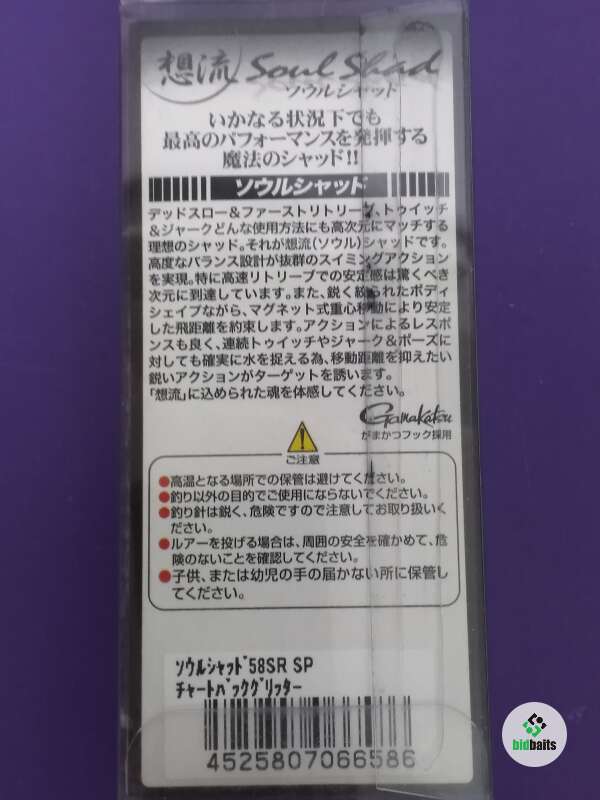 想流 Soul Shad
ソウルシャッド
いかなる状況下でも
最高のパフォーマンスを発揮する
魔法のシャッド!!
ソウルシャッド
デッドスロー&ファーストリトリーブ、トゥイッチ
&ジャークどんな使用方法にも高次元にマッチする
理想のシャッド。それが想流(ソウル)シャッドです。
高度なバランス設計が抜群のスイミングアクション
を実現。特に高速リトリーブでの安定感は驚くべき
次元に到達しています。また、鋭く絞られたボディ
シェイプながら、マグネット式重心移動により安定
した飛距離を約束します。アクションによるレスポ
ンスも良く、連続トゥイッチやジャーク&ポーズに
対しても確実に水を捉える為、移動距離を抑えたい
鋭いアクションがターゲットを誘います。
「想流」に込められた魂を体感してください。
Gamakatsu
がまかつフック採用
ご注意
●高温となる場所での保管は避けてください。
●釣り以外の目的でご使用にならないでください。
●釣り針は鋭く、危険ですので注意してお取り扱いく
ださい。
●ルアーを投げる場合は、周囲の安全を確かめて、危
険のないことを確認してください。
●子供、または幼児の手の届かない所に保管し
てください。
ソウルシャッド58SR SP
チャートバックグリッター
4525807066586
bidbaits